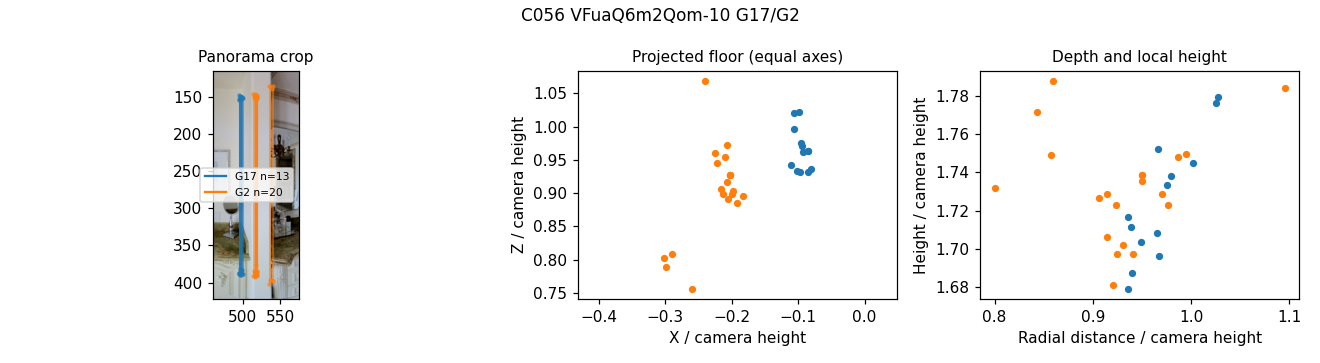 C056 VFuaQ6m2Qom-10 G17/G2
Panorama crop
150
200
250
300
350
400
500 550
G17 n=13
G2 n=20
Projected floor (equal axes)
Z / camera height
1.05
1.00
0.95
0.90
0.85
0.80
0.75
−0.4 −0.3 −0.2 −0.1 0.0
X / camera height
Depth and local height
Height / camera height
1.78
1.76
1.74
1.72
1.70
1.68
0.8 0.9 1.0 1.1
Radial distance / camera height